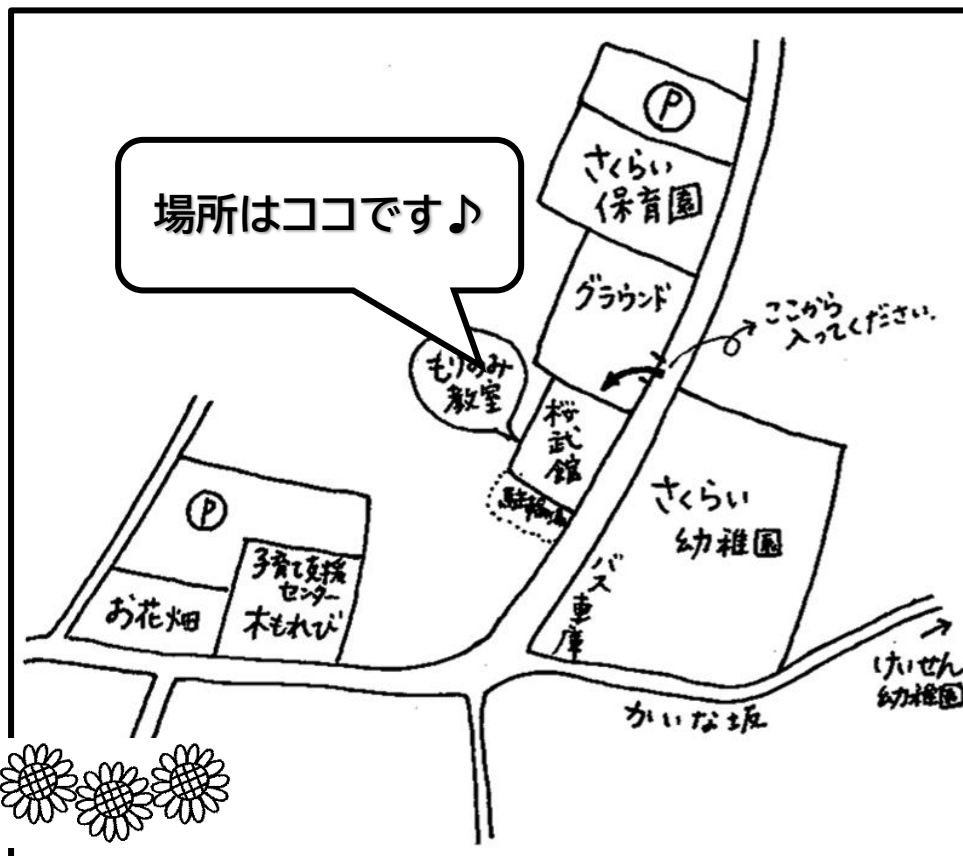 P
さくらい
保育園
場所はココです♪
グラウンド
ここから
入ってください.
もりのみ
教室
桜武館
駐輪場
さくらい
幼稚園
P
子育て支援
センター
木もれび
お花畑
バス車庫
けいせん
幼稚園
かいな坂